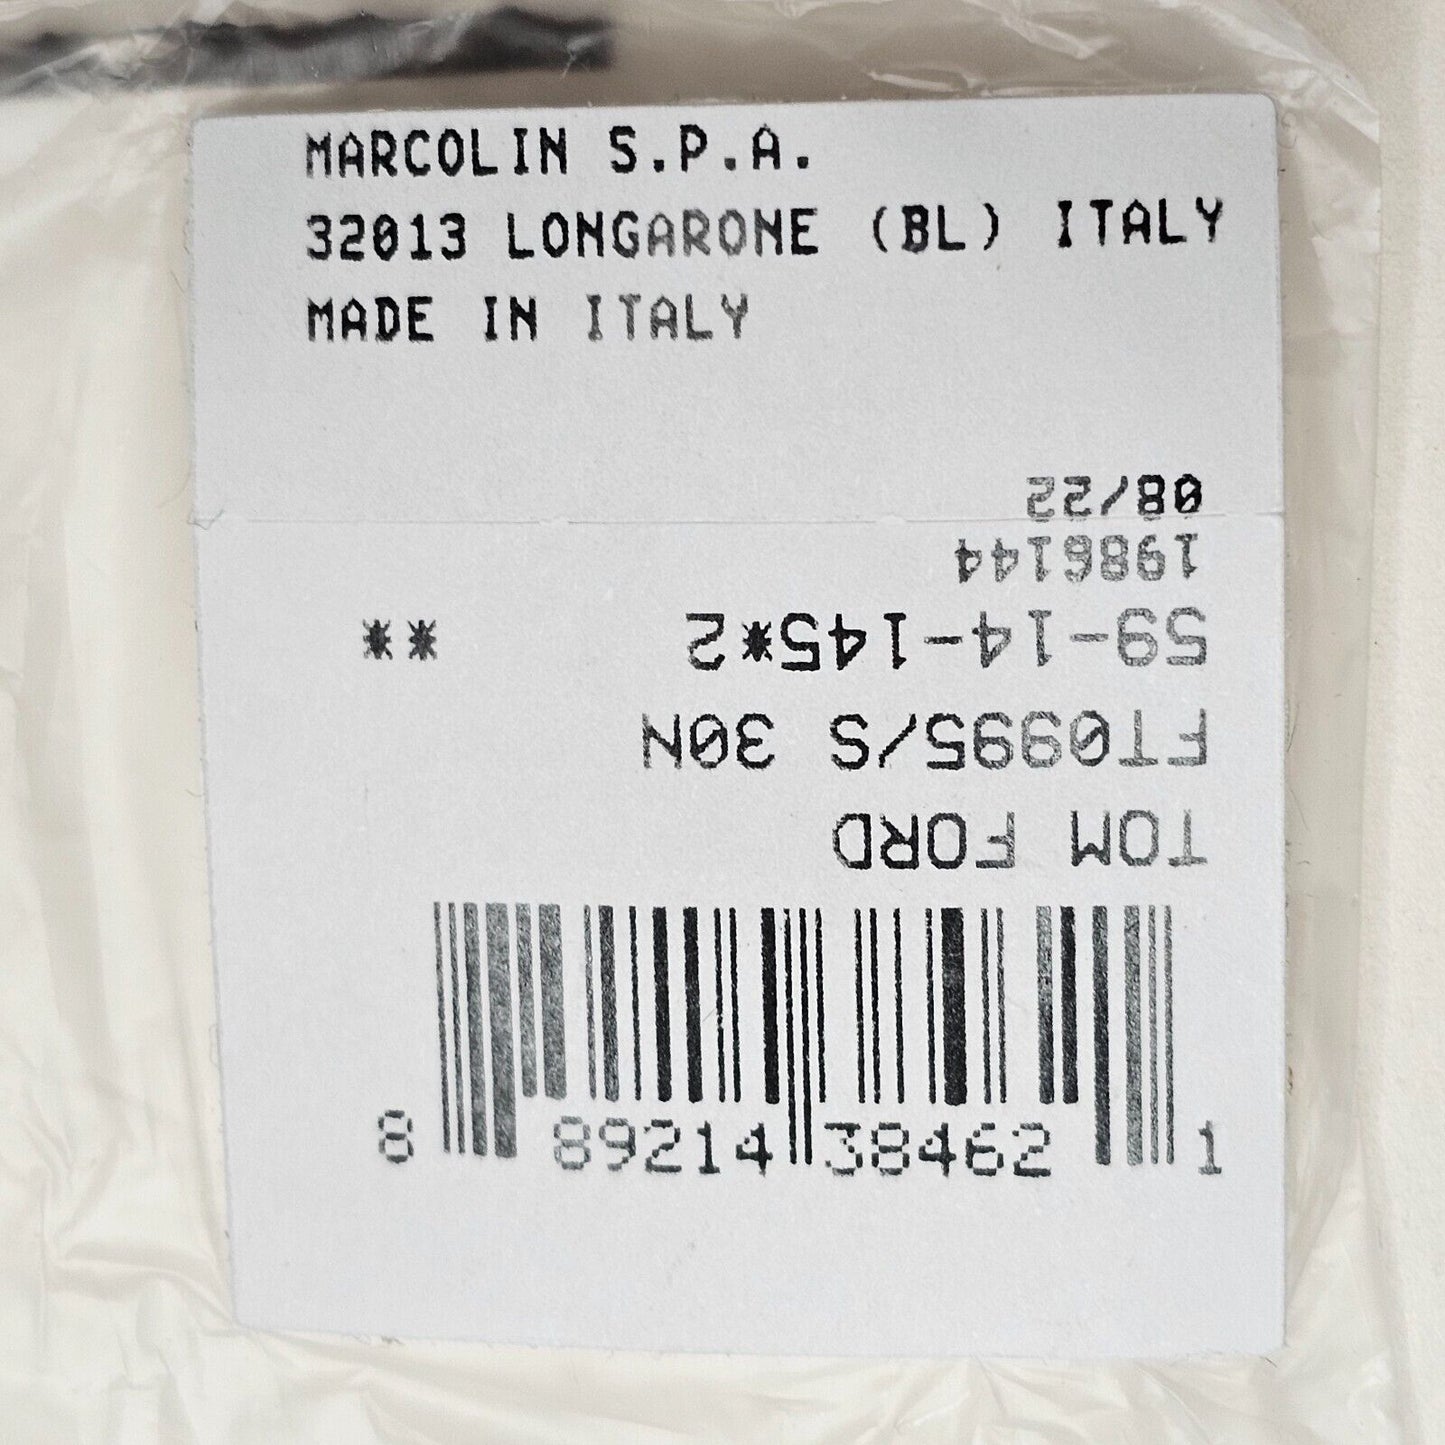 MARCOLIN S.P.A.
32013 LONGARONE (BL) ITALY
MADE IN ITALY
TOM FORD
FT0995/S 30N
59-14-145*2 **
1986144
08/22
8 89214 38462 1